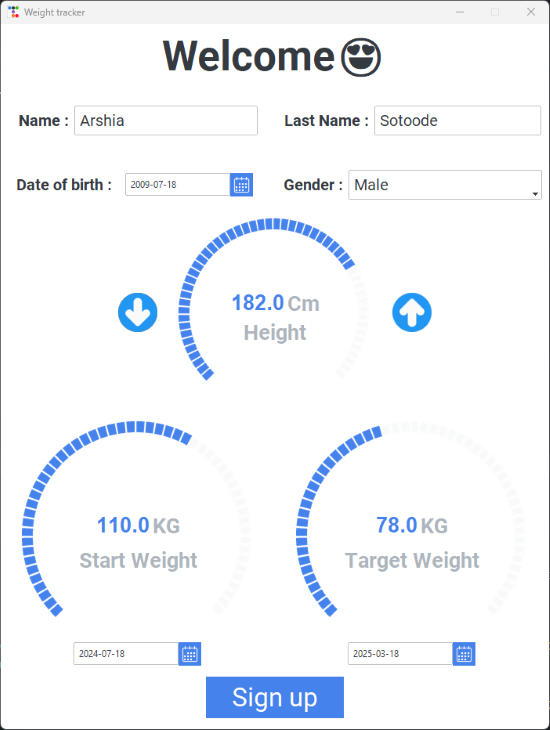 Weight tracker
Welcome😍
Name : Arshia Last Name : Sotoode
Date of birth : 2009-07-18 Gender : Male
182.0 Cm
Height
110.0 KG 78.0 KG
Start Weight Target Weight
2024-07-18 2025-03-18
Sign up